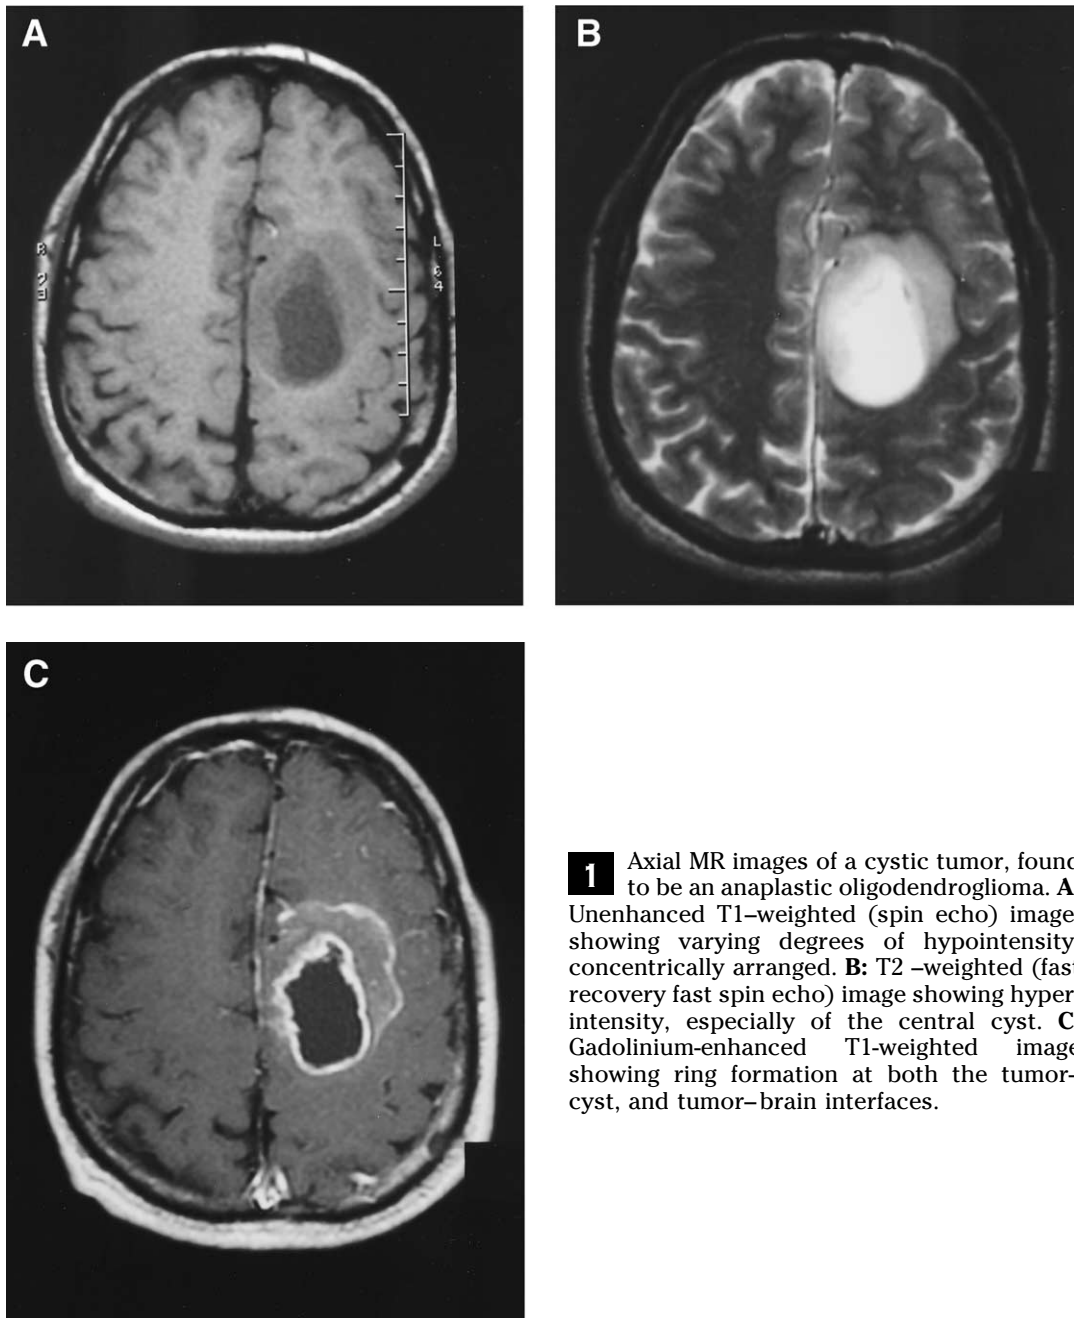 A
B
R
93
L
64
C
1 Axial MR images of a cystic tumor, found
to be an anaplastic oligodendroglioma. A
Unenhanced T1–weighted (spin echo) image
showing varying degrees of hypointensity
concentrically arranged. B: T2 –weighted (fast
recovery fast spin echo) image showing hyper
intensity, especially of the central cyst. C
Gadolinium-enhanced T1-weighted image
showing ring formation at both the tumor-
cyst, and tumor–brain interfaces.